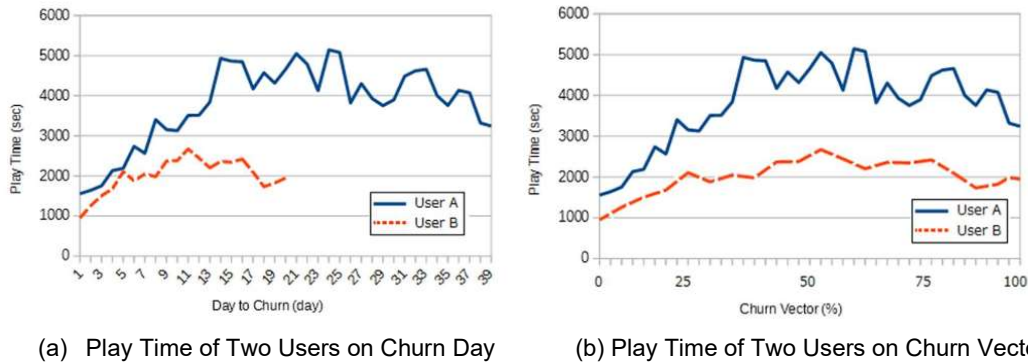 6000
5000
4000
3000
2000
1000
0
Play Time (sec)
User A
User B
1 3 5 7 9 11 13 15 17 19 21 23 25 27 29 31 33 35 37 39
Day to Churn (day)
(a) Play Time of Two Users on Churn Day
6000
5000
4000
3000
2000
1000
0
Play Time (sec)
User A
User B
0 25 50 75 100
Churn Vector (%)
(b) Play Time of Two Users on Churn Vecto